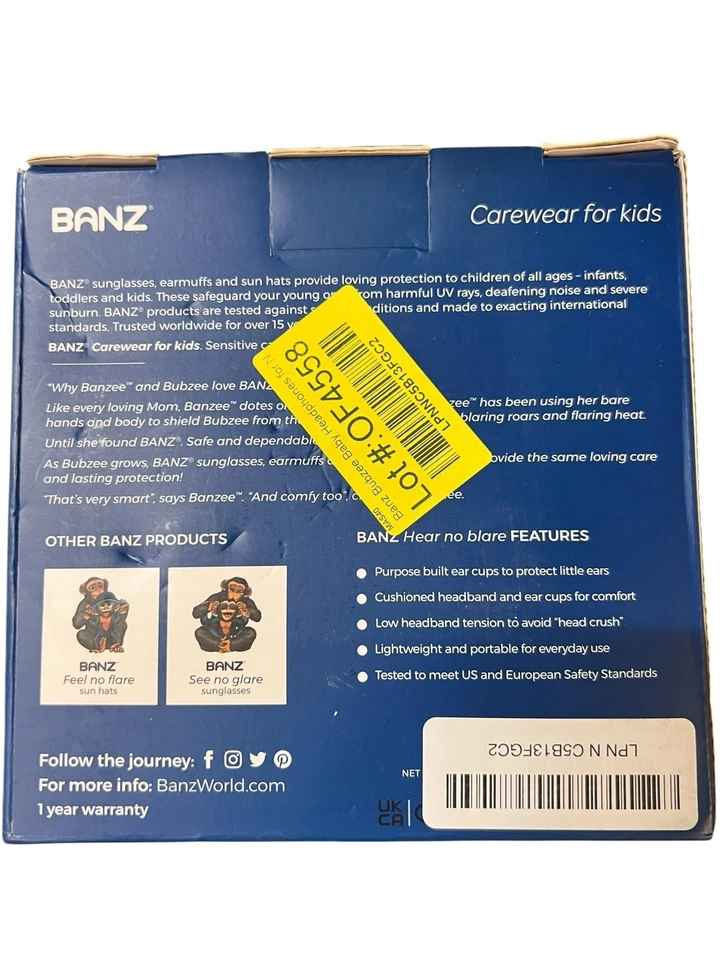 BANZ®
Carewear for kids
BANZ® sunglasses, earmuffs and sun hats provide loving protection to children of all ages – infants,
toddlers and kids. These safeguard your young from harmful UV rays, deafening noise and severe
sunburn. BANZ® products are tested against conditions and made to exacting international
standards. Trusted worldwide for over 15
BANZ® Carewear for kids. Sensitive
"Why Banzee™ and Bubzee love BANZ
Like every loving Mom, Banzee™ dotes zee™ has been using her bare
hands and body to shield Bubzee from blaring roars and flaring heat.
Until she found BANZ®. Safe and dependable
As Bubzee grows, BANZ® sunglasses, earmuffs provide the same loving care
and lasting protection!
"That's very smart", says Banzee™. "And comfy too",
Lot #: OF4558
LPNNC5B13FGC2
Banz Bubzee Baby Headphones for N
MAS40
OTHER BANZ PRODUCTS
BANZ®
Feel no flare
sun hats
BANZ®
See no glare
sunglasses
BANZ Hear no blare FEATURES
Purpose built ear cups to protect little ears
Cushioned headband and ear cups for comfort
Low headband tension to avoid "head crush"
Lightweight and portable for everyday use
Tested to meet US and European Safety Standards
Follow the journey:
For more info: BanzWorld.com
1 year warranty
NET
UK
CA
LPN N C5B13FGC2